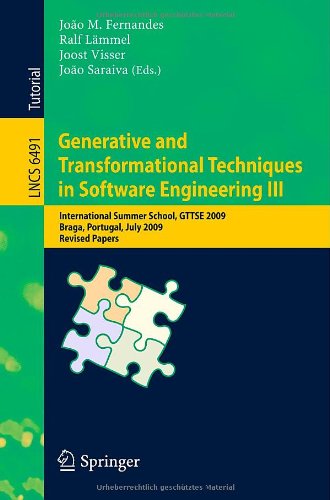 João M. Fernandes
Ralf Lämmel
Joost Visser
João Saraiva (Eds.)
Tutorial
LNCS 6491
Generative and
Transformational Techniques
in Software Engineering III
International Summer School, GTTSE 2009
Braga, Portugal, July 2009
Revised Papers
Springer
Urheberrechtlich geschütztes Material
Urheberrechtlich geschütztes Material